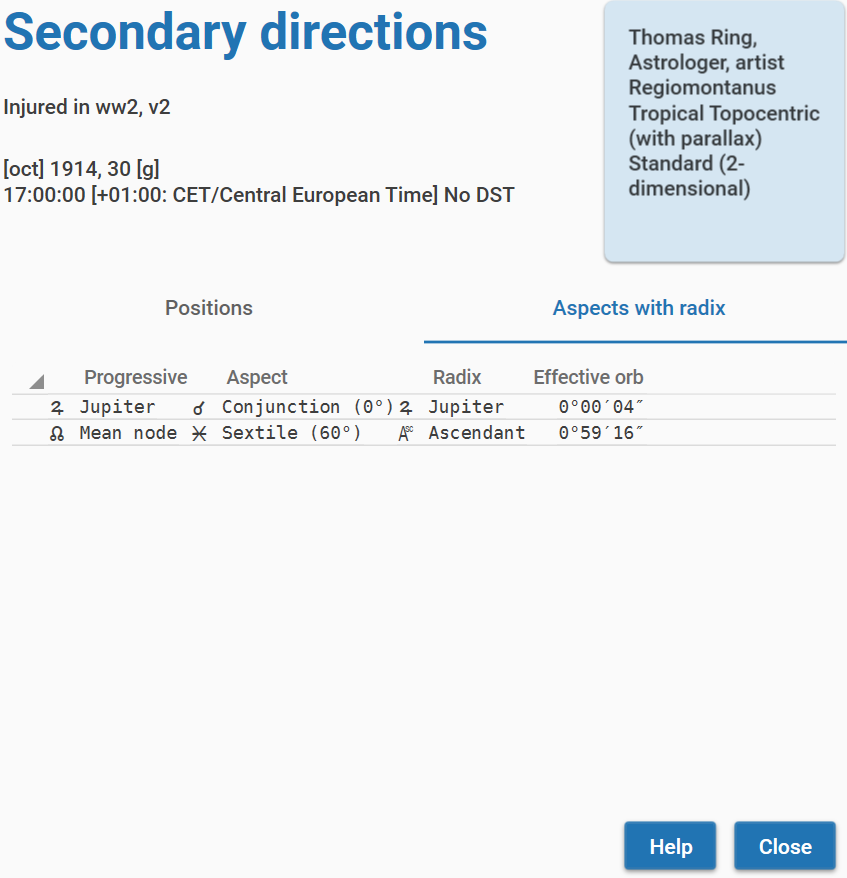 Secondary directions
Thomas Ring,
Astrologer, artist
Regiomontanus
Tropical Topocentric
(with parallax)
Standard (2-
dimensional)
Injured in ww2, v2
[oct] 1914, 30 [g]
17:00:00 [+01:00: CET/Central European Time] No DST
Positions Aspects with radix
Progressive Aspect Radix Effective orb
♃ Jupiter ☌ Conjunction (0°) ♃ Jupiter 0°00′04″
☊ Mean node ⚹ Sextile (60°) Asc Ascendant 0°59′16″
Help Close